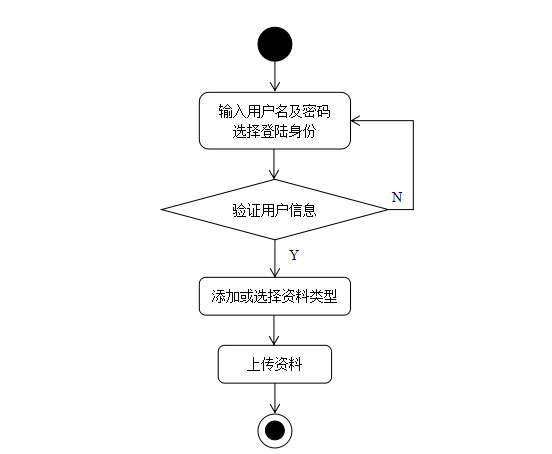 输入用户名及密码
选择登陆身份
验证用户信息
N
Y
添加或选择资料类型
上传资料